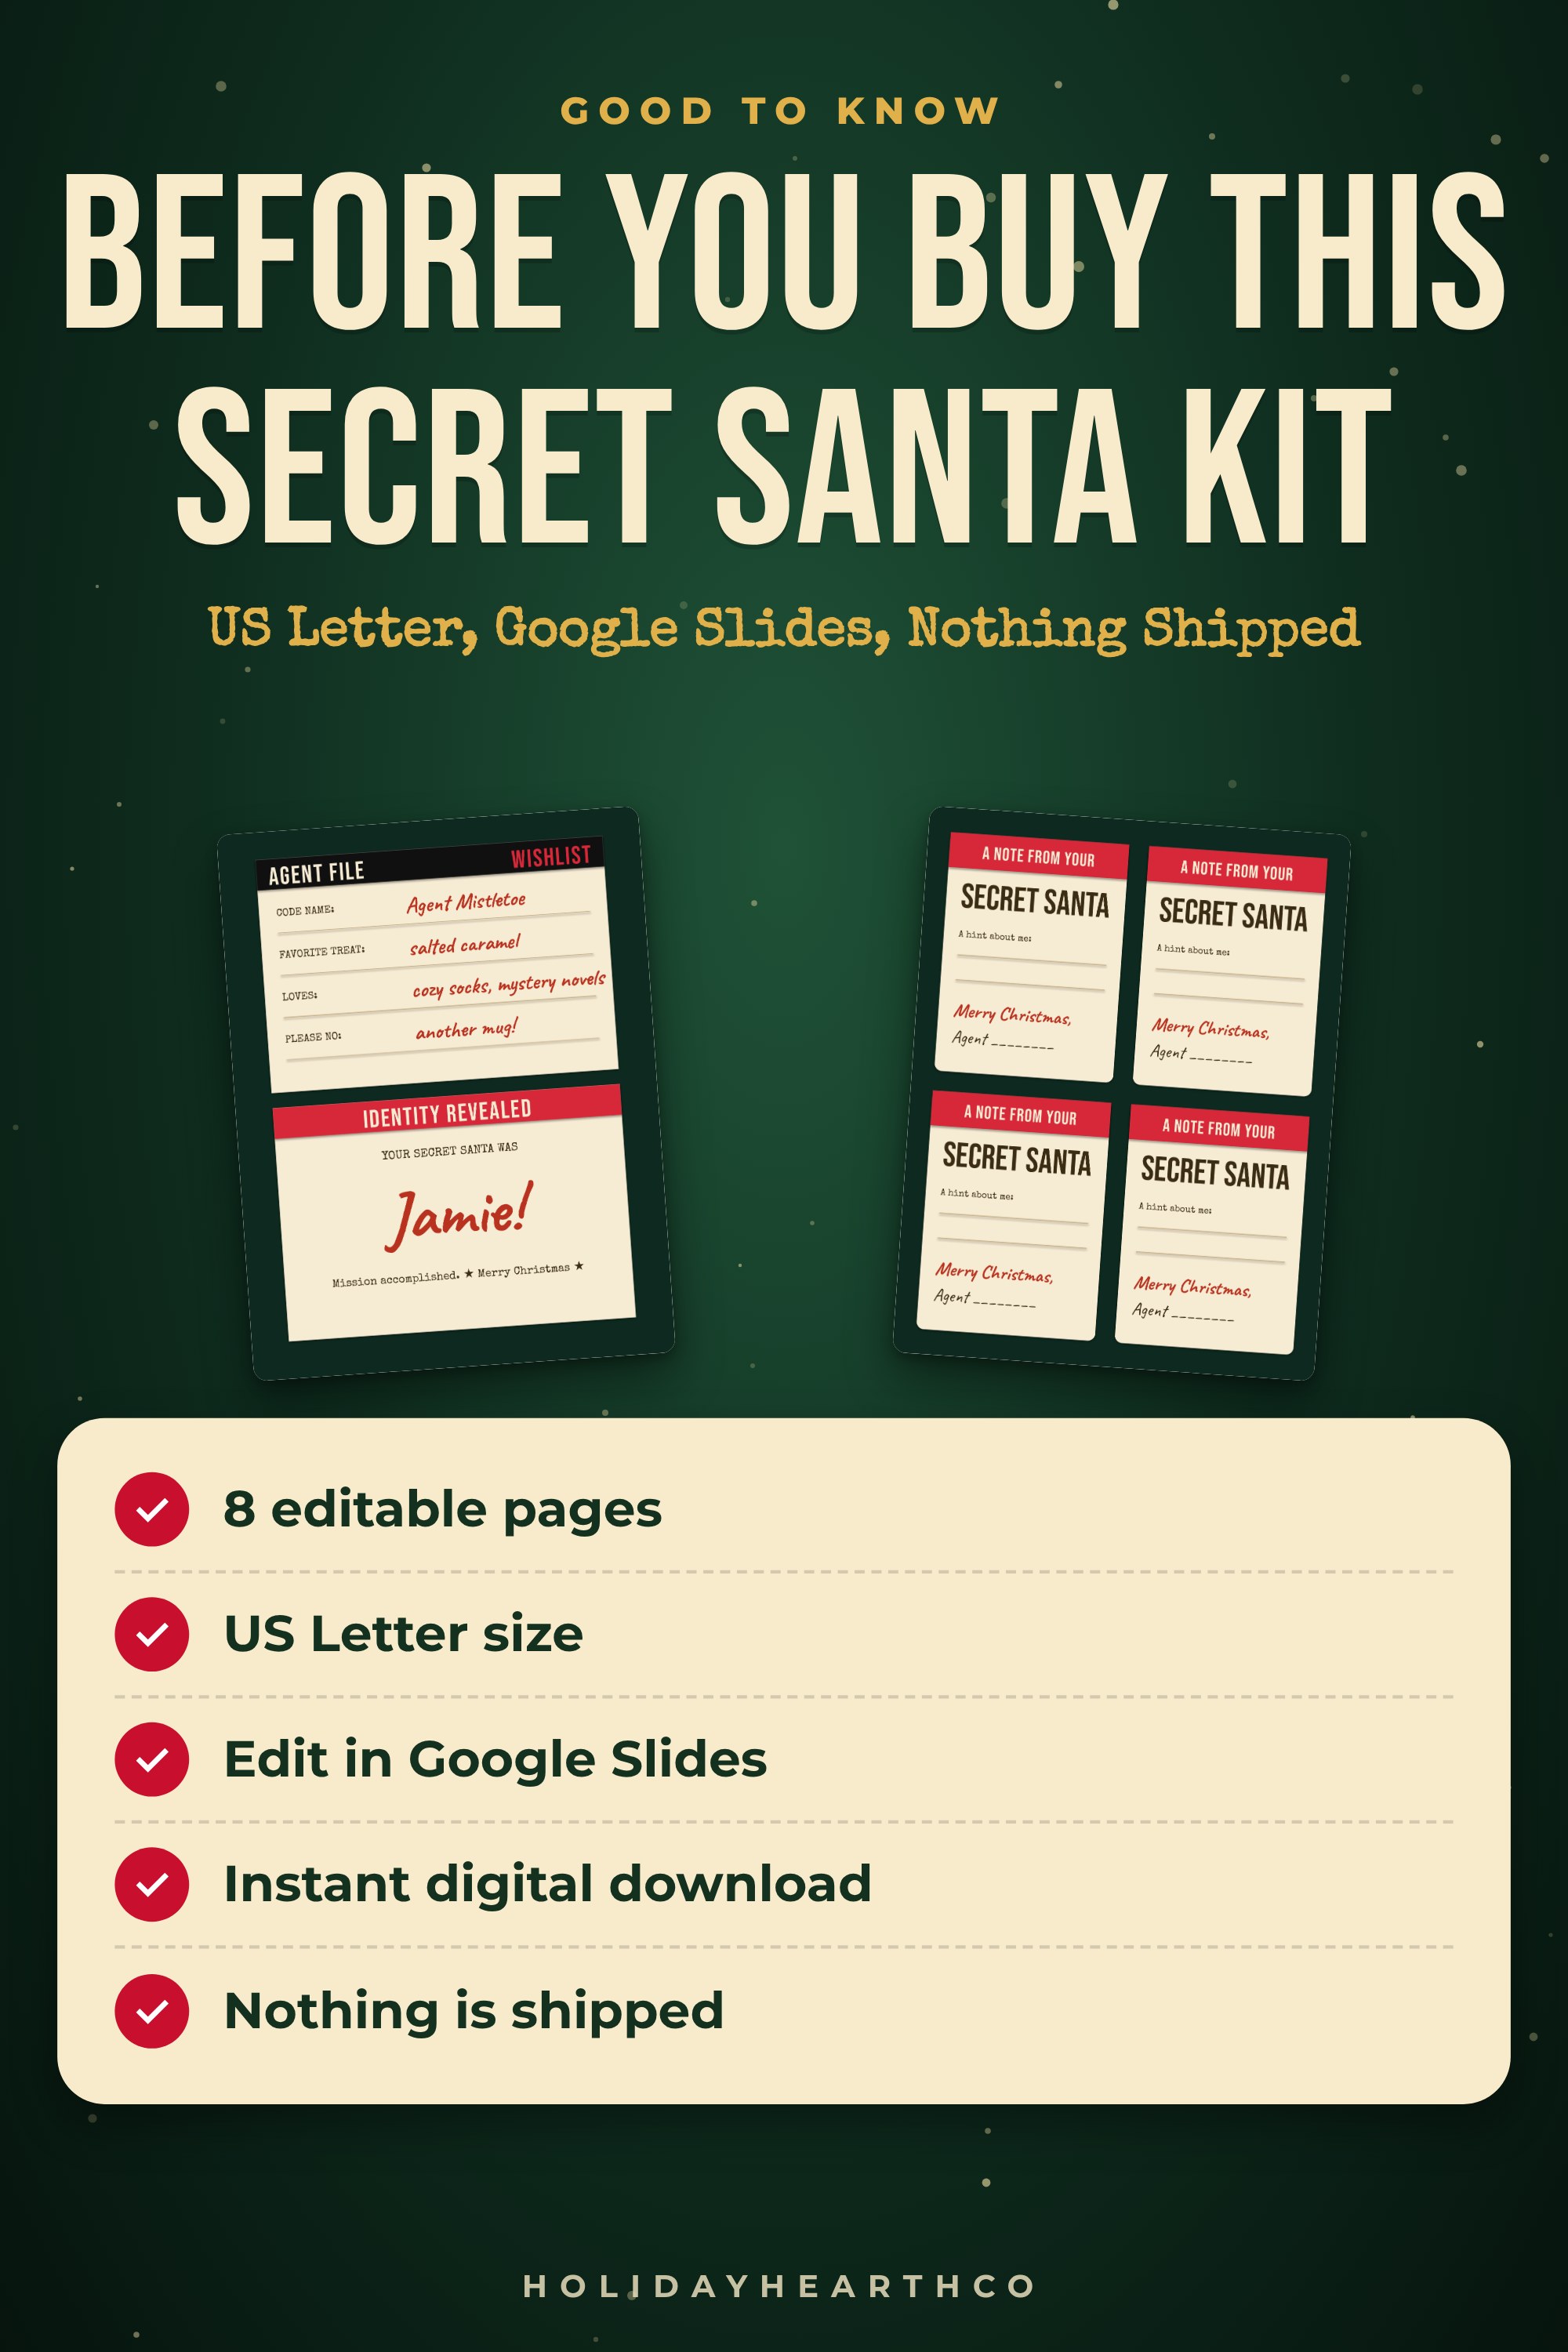 GOOD TO KNOW
BEFORE YOU BUY THIS
SECRET SANTA KIT
US Letter, Google Slides, Nothing Shipped
AGENT FILE WISHLIST
CODE NAME: Agent Mistletoe
FAVORITE TREAT: salted caramel
LOVES: cozy socks, mystery novels
PLEASE NO: another mug!
IDENTITY REVEALED
YOUR SECRET SANTA WAS
Jamie!
Mission accomplished. ★ Merry Christmas ★
A NOTE FROM YOUR
SECRET SANTA
A hint about me:
Merry Christmas,
Agent ________
A NOTE FROM YOUR
SECRET SANTA
A hint about me:
Merry Christmas,
Agent ________
A NOTE FROM YOUR
SECRET SANTA
A hint about me:
Merry Christmas,
Agent ________
A NOTE FROM YOUR
SECRET SANTA
A hint about me:
Merry Christmas,
Agent ________
8 editable pages
US Letter size
Edit in Google Slides
Instant digital download
Nothing is shipped
HOLIDAYHEARTHCO